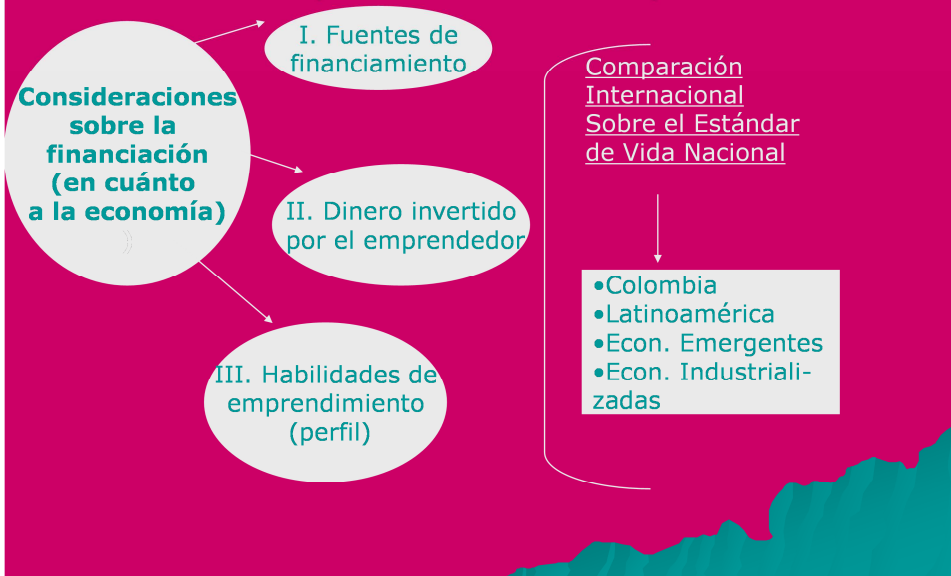 Consideraciones
sobre la
financiación
(en cuánto
a la economía)
I. Fuentes de
financiamiento
II. Dinero invertido
por el emprendedor
III. Habilidades de
emprendimiento
(perfil)
Comparación
Internacional
Sobre el Estándar
de Vida Nacional
•Colombia
•Latinoamérica
•Econ. Emergentes
•Econ. Industriali-
zadas